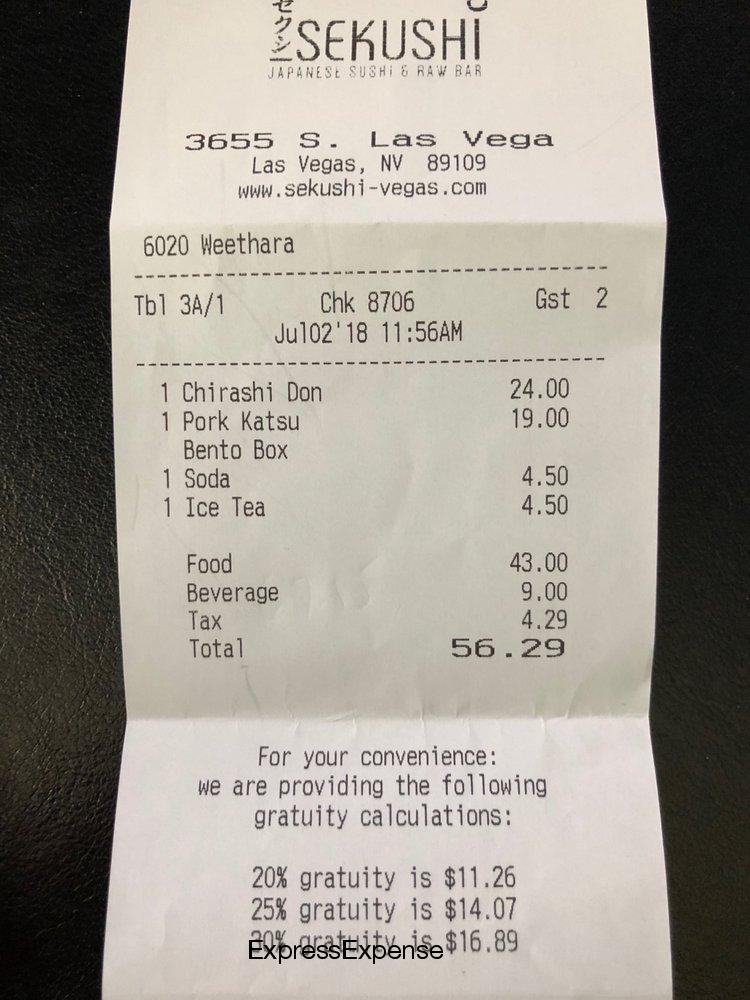 セクシ
SEKUSHI
JAPANESE SUSHI & RAW BAR
3655 S. Las Vega
Las Vegas, NV 89109
www.sekushi-vegas.com
6020 Weethara
Tbl 3A/1 Chk 8706 Gst 2
Jul02'18 11:56AM
1 Chirashi Don 24.00
1 Pork Katsu 19.00
Bento Box
1 Soda 4.50
1 Ice Tea 4.50
Food 43.00
Beverage 9.00
Tax 4.29
Total 56.29
For your convenience:
we are providing the following
gratuity calculations:
20% gratuity is $11.26
25% gratuity is $14.07
30% gratuity is $16.89
ExpressExpense